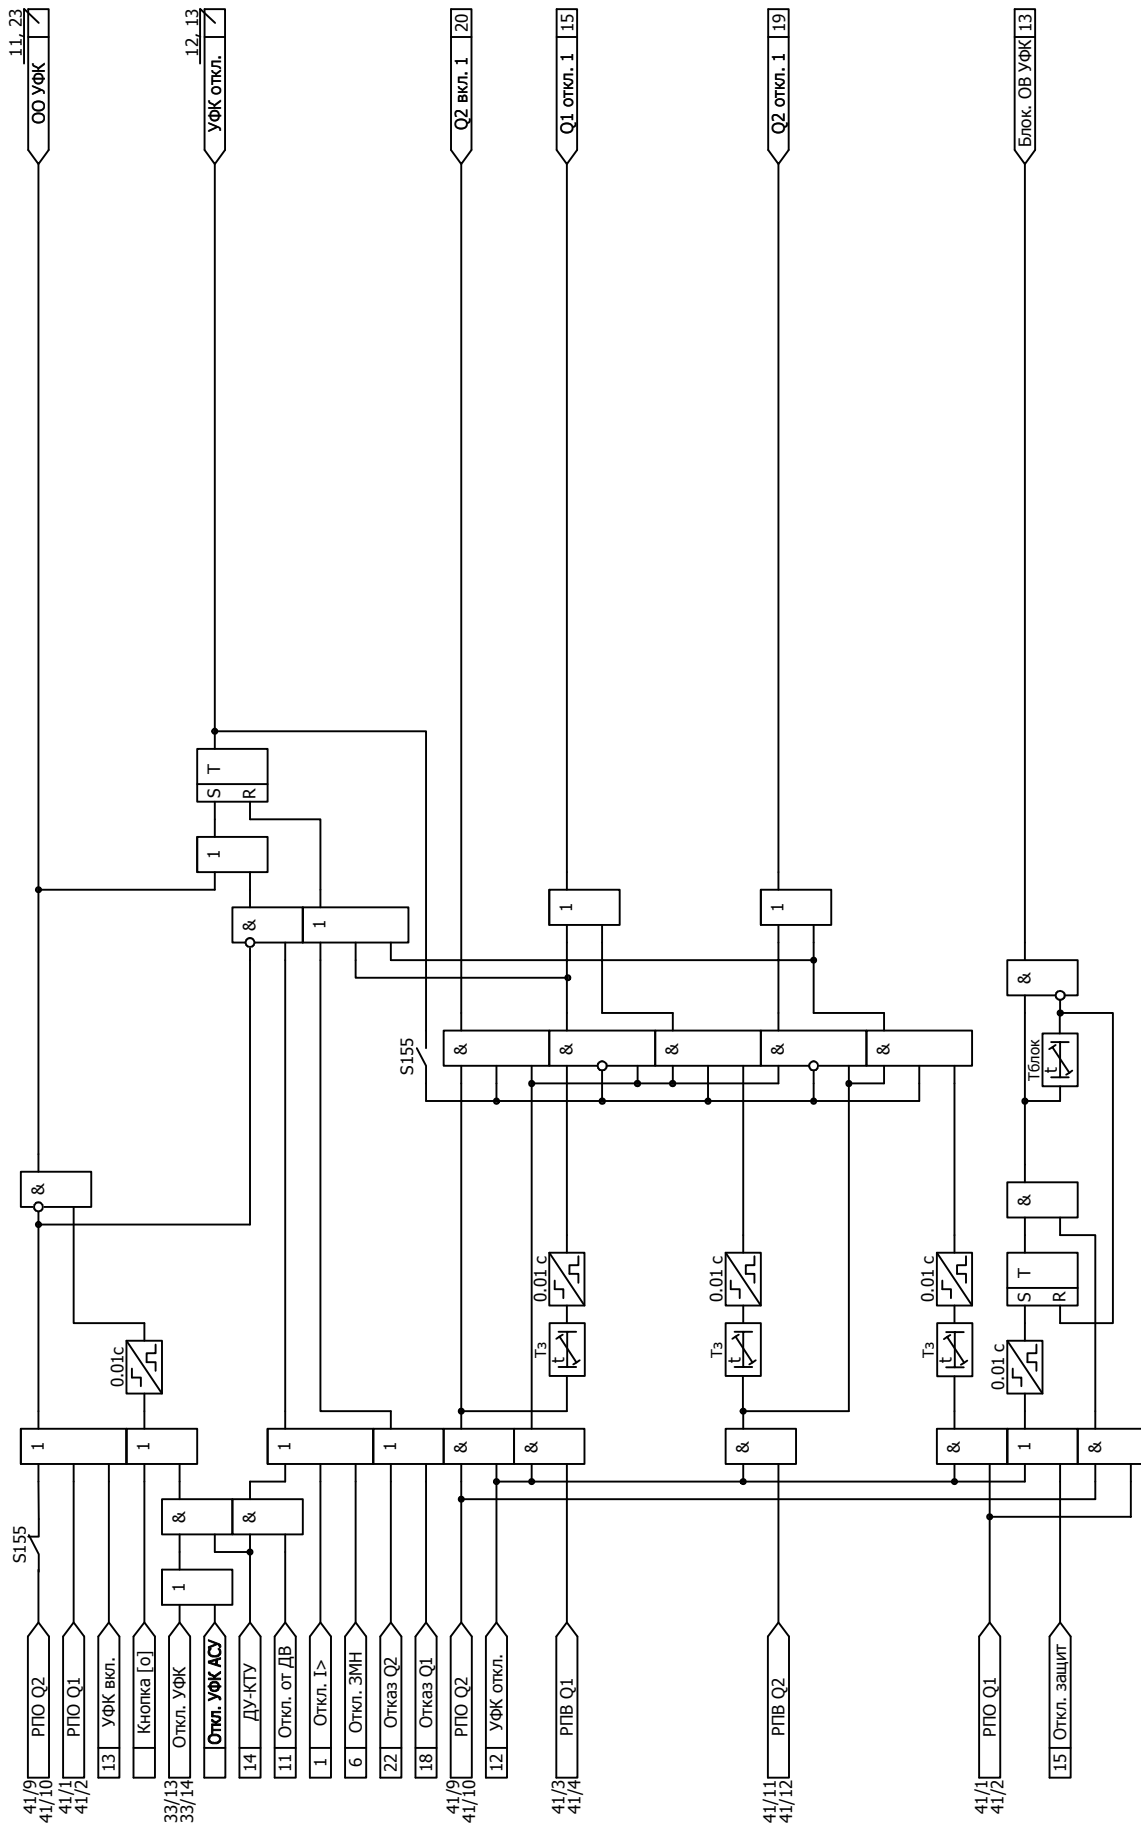 11, 23
ОО УФК
12, 13
УФК откл.
Q2 вкл. 1
20
Q1 откл. 1
15
Q2 откл. 1
19
Блок. ОВ УФК
13
S T
R
1
&
1
1
1
&
S155
&
&
&
&
&
Тблок
t
&
&
S T
R
0.01 с
0.01 с
0.01 с
Тз
t
Тз
t
Тз
t
0.01с
0.01 с
1
1
1
1
&
&
&
&
1
&
S155
&
&
1
41/9
41/10
РПО Q2
41/1
41/2
РПО Q1
13
УФК вкл.
Кнопка [о]
33/13
33/14
Откл. УФК
Откл. УФК АСУ
14
ДУ-КТУ
11
Откл. от ДВ
1
Откл. I>
6
Откл. ЗМН
22
Отказ Q2
18
Отказ Q1
41/9
41/10
РПО Q2
12
УФК откл.
41/3
41/4
РПВ Q1
41/11
41/12
РПВ Q2
41/1
41/2
РПО Q1
15
Откл. защит